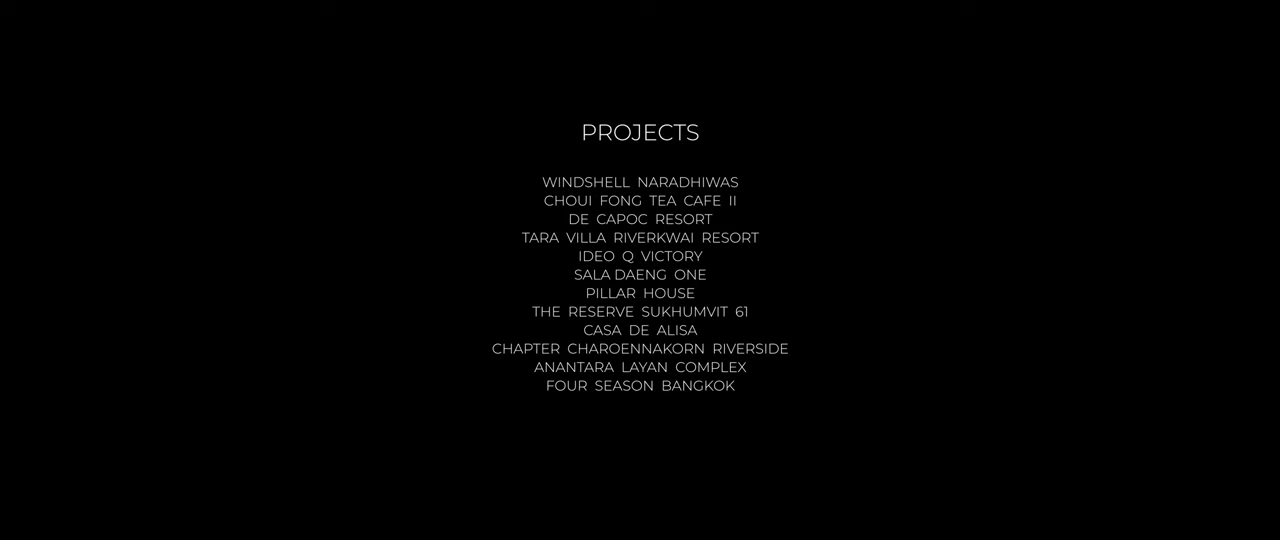 PROJECTS
WINDSHELL NARADHIWAS
CHOUI FONG TEA CAFE II
DE CAPOC RESORT
TARA VILLA RIVERKWAI RESORT
IDEO Q VICTORY
SALA DAENG ONE
PILLAR HOUSE
THE RESERVE SUKHUMVIT 61
CASA DE ALISA
CHAPTER CHAROENNAKORN RIVERSIDE
ANANTARA LAYAN COMPLEX
FOUR SEASON BANGKOK